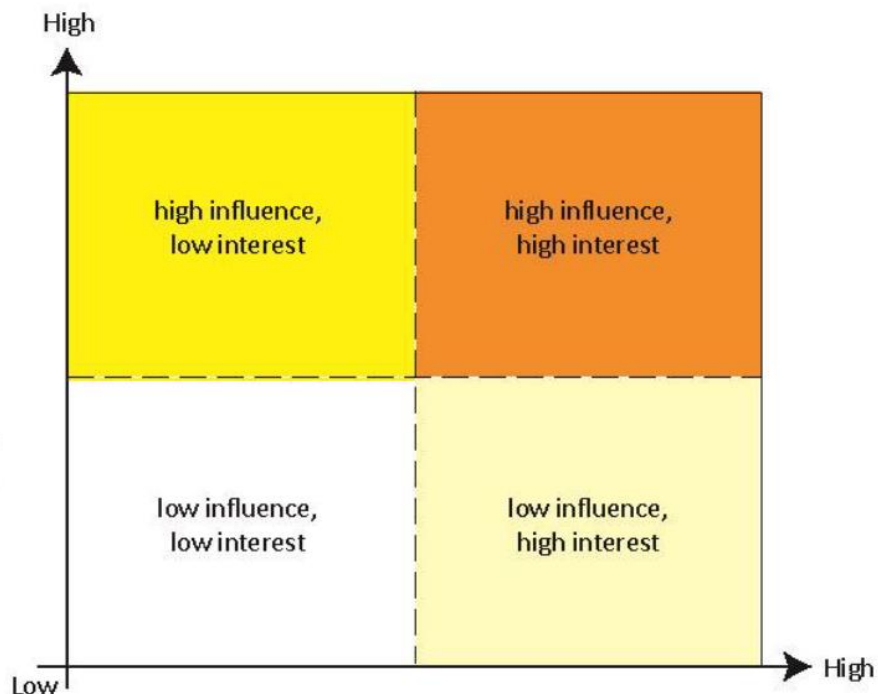 High
high influence,
low interest
high influence,
high interest
low influence,
low interest
low influence,
high interest
High
Low